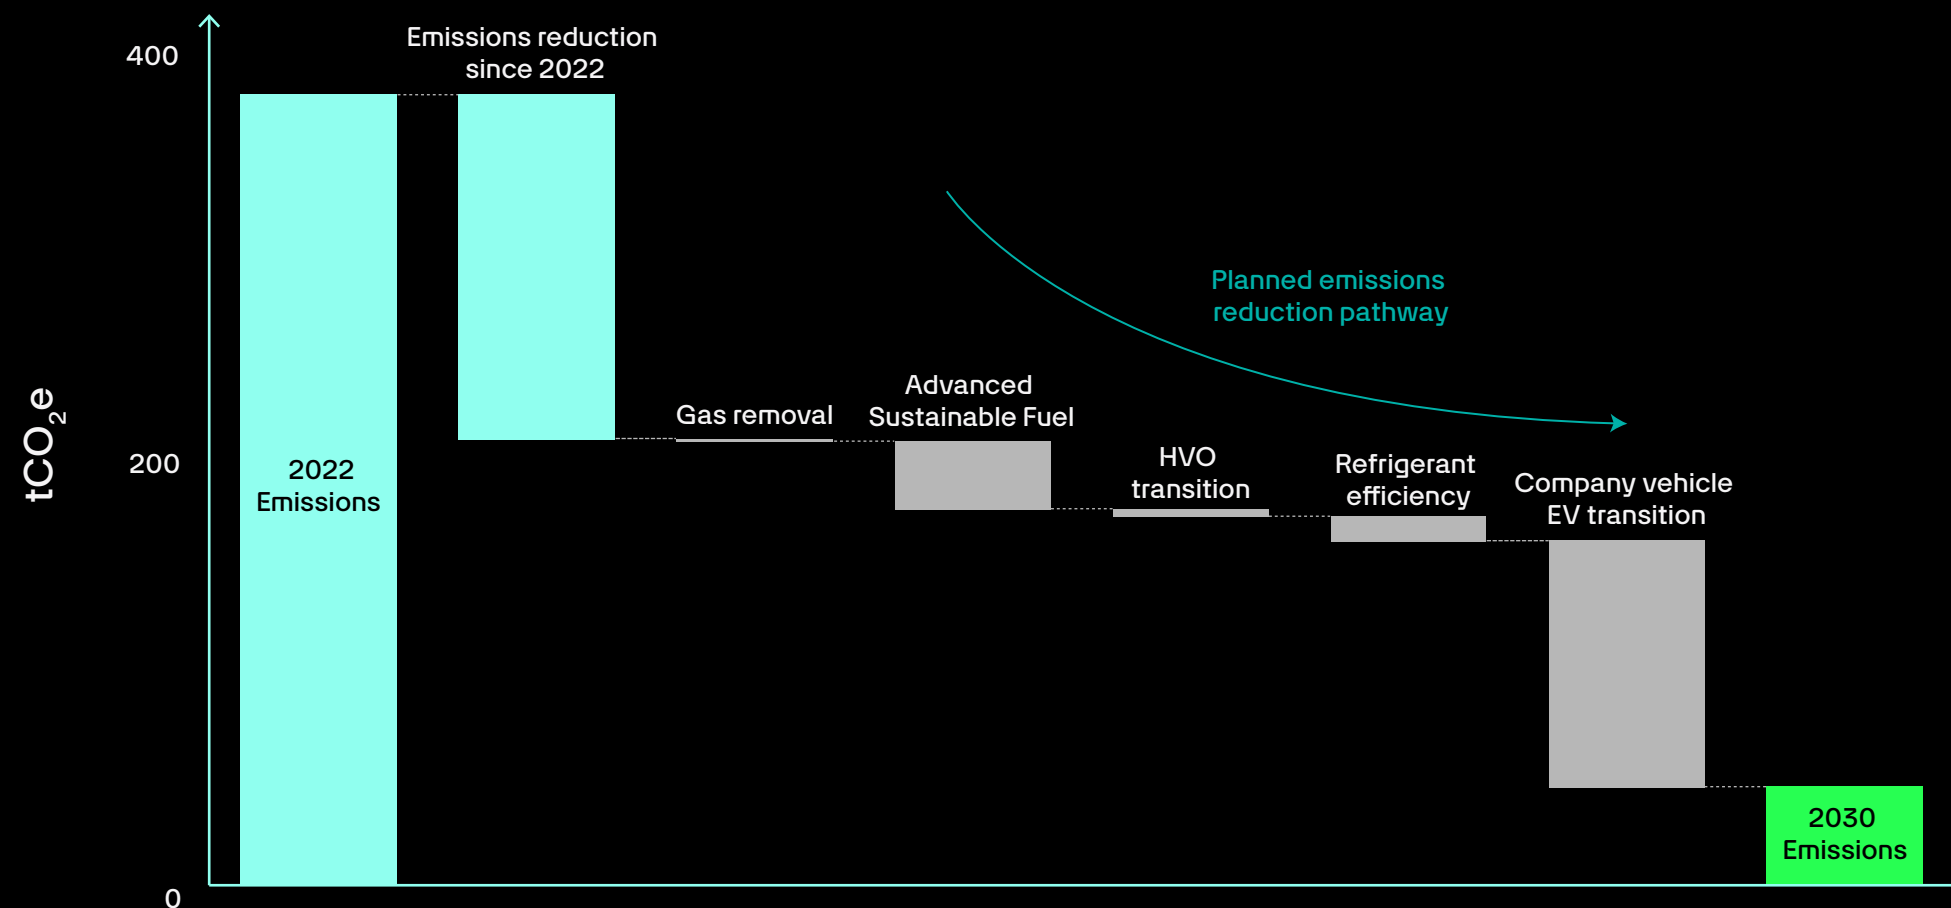 400
200
0
tCO₂e
2022
Emissions
Emissions reduction
since 2022
Gas removal
Advanced
Sustainable Fuel
HVO
transition
Refrigerant
efficiency
Company vehicle
EV transition
2030
Emissions
Planned emissions
reduction pathway